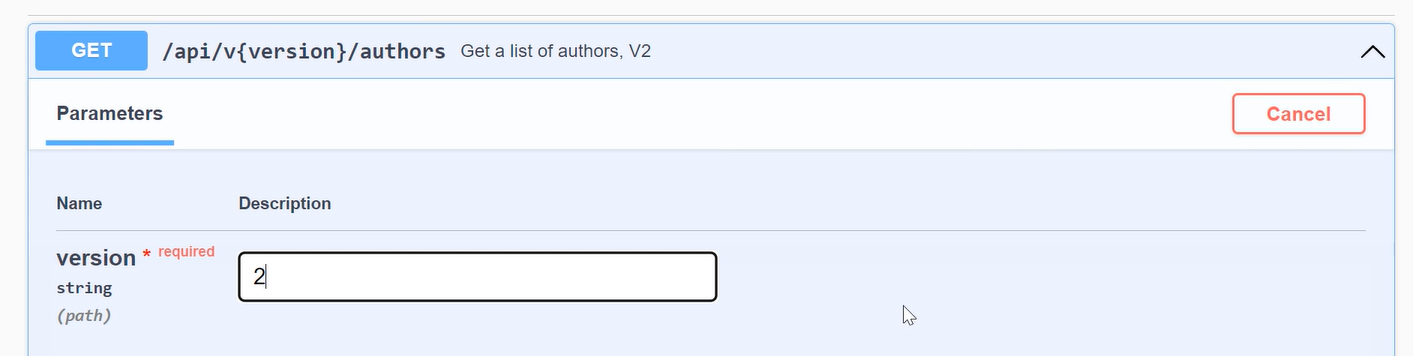 GET /api/v{version}/authors Get a list of authors, V2
Parameters Cancel
Name Description
version * required
2
string
(path)